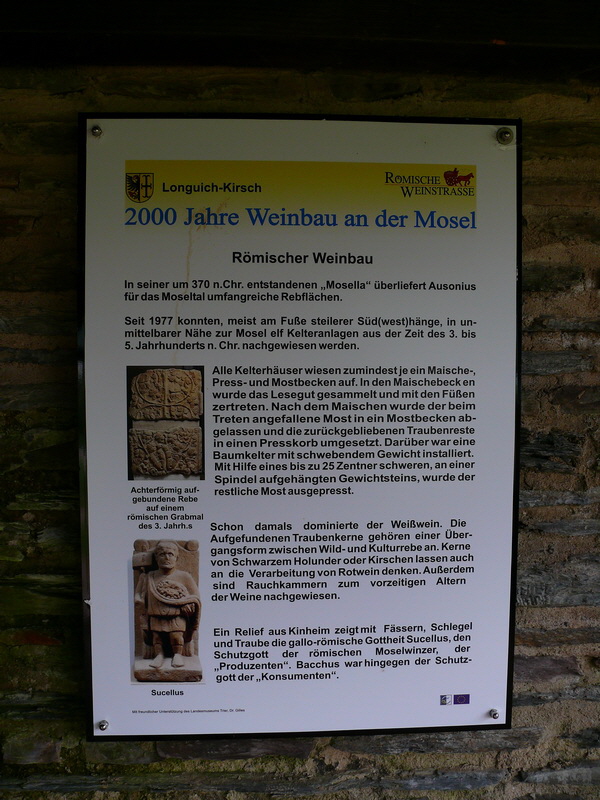 Longuich-Kirsch
RÖMISCHE
WEINSTRASSE
2000 Jahre Weinbau an der Mosel
Römischer Weinbau
In seiner um 370 n.Chr. entstandenen „Mosella“ überliefert Ausonius
für das Moseltal umfangreiche Rebflächen.
Seit 1977 konnten, meist am Fuße steilerer Süd(west)hänge, in un-
mittelbarer Nähe zur Mosel elf Kelteranlagen aus der Zeit des 3. bis
5. Jahrhunderts n. Chr. nachgewiesen werden.
Alle Kelterhäuser wiesen zumindest je ein Maische-,
Press- und Mostbecken auf. In den Maischebeck en
wurde das Lesegut gesammelt und mit den Füßen
zertreten. Nach dem Maischen wurde der beim
Treten angefallene Most in ein Mostbecken ab-
gelassen und die zurückgebliebenen Traubenreste
in einen Presskorb umgesetzt. Darüber war eine
Baumkelter mit schwebendem Gewicht installiert.
Mit Hilfe eines bis zu 25 Zentner schweren, an einer
Spindel aufgehängten Gewichtsteins, wurde der
restliche Most ausgepresst.
Achterförmig auf-
gebundene Rebe
auf einem
römischen Grabmal
des 3. Jahrh.s
Schon damals dominierte der Weißwein. Die
Aufgefundenen Traubenkerne gehören einer Über-
gangsform zwischen Wild- und Kulturrebe an. Kerne
von Schwarzem Holunder oder Kirschen lassen auch
an die Verarbeitung von Rotwein denken. Außerdem
sind Rauchkammern zum vorzeitigen Altern
der Weine nachgewiesen.
Ein Relief aus Kinheim zeigt mit Fässern, Schlegel
und Traube die gallo-römische Gottheit Sucellus, den
Schutzgott der römischen Moselwinzer, der
„Produzenten“. Bacchus war hingegen der Schutz-
gott der „Konsumenten“.
Sucellus
Mit freundlicher Unterstützung des Landesmuseums Trier, Dr. Gilles